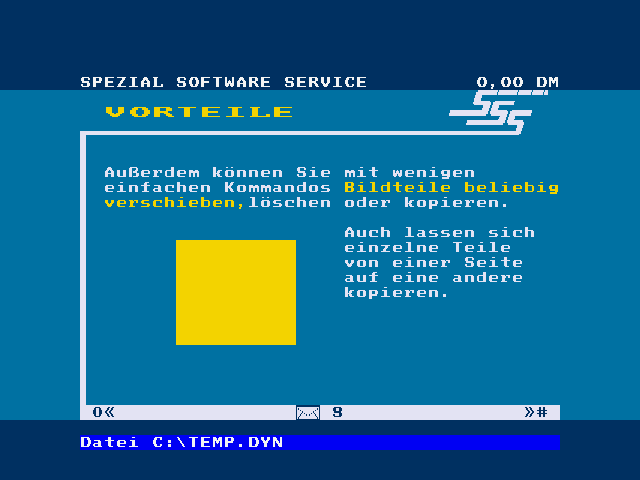 SPEZIAL SOFTWARE SERVICE 0,00 DM
VORTEILE
SSS
Außerdem können Sie mit wenigen
einfachen Kommandos Bildteile beliebig
verschieben,löschen oder kopieren.
Auch lassen sich
einzelne Teile
von einer Seite
auf eine andere
kopieren.
0« 9 »#
Datei C:\TEMP.DYN